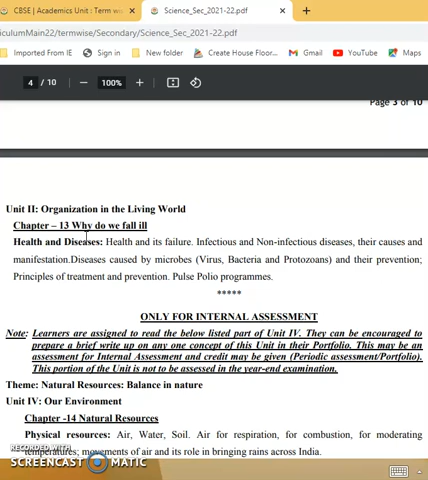 CBSE | Academics Unit : Term w
Science_Sec_2021-22.pdf
iculumMain22/termwise/Secondary/Science_Sec_2021-22.pdf
Imported From IE
Sign in
New folder
Create House Floor...
Gmail
YouTube
Maps
4 / 10
100%
Page 3 of 10
Unit II: Organization in the Living World
Chapter – 13 Why do we fall ill
Health and Diseases: Health and its failure. Infectious and Non-infectious diseases, their causes and
manifestation.Diseases caused by microbes (Virus, Bacteria and Protozoans) and their prevention;
Principles of treatment and prevention. Pulse Polio programmes.
*****
ONLY FOR INTERNAL ASSESSMENT
Note: Learners are assigned to read the below listed part of Unit IV. They can be encouraged to
prepare a brief write up on any one concept of this Unit in their Portfolio. This may be an
assessment for Internal Assessment and credit may be given (Periodic assessment/Portfolio).
This portion of the Unit is not to be assessed in the year-end examination.
Theme: Natural Resources: Balance in nature
Unit IV: Our Environment
Chapter -14 Natural Resources
Physical resources: Air, Water, Soil. Air for respiration, for combustion, for moderating
temperatures; movements of air and its role in bringing rains across India.
RECORDED WITH
SCREENCAST MATIC